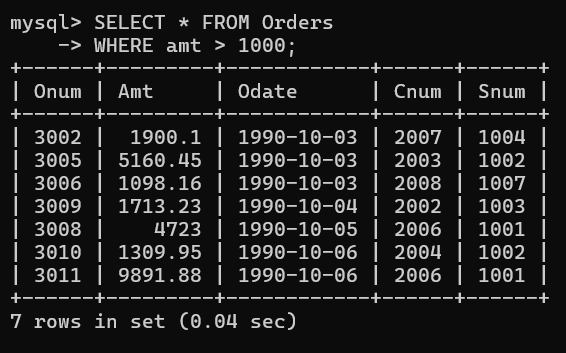 mysql> SELECT * FROM Orders
    -> WHERE amt > 1000;
+------+---------+------------+------+------+
| Onum | Amt     | Odate      | Cnum | Snum |
+------+---------+------------+------+------+
| 3002 |  1900.1 | 1990-10-03 | 2007 | 1004 |
| 3005 | 5160.45 | 1990-10-03 | 2003 | 1002 |
| 3006 | 1098.16 | 1990-10-03 | 2008 | 1007 |
| 3009 | 1713.23 | 1990-10-04 | 2002 | 1003 |
| 3008 |    4723 | 1990-10-05 | 2006 | 1001 |
| 3010 | 1309.95 | 1990-10-06 | 2004 | 1002 |
| 3011 | 9891.88 | 1990-10-06 | 2006 | 1001 |
+------+---------+------------+------+------+
7 rows in set (0.04 sec)